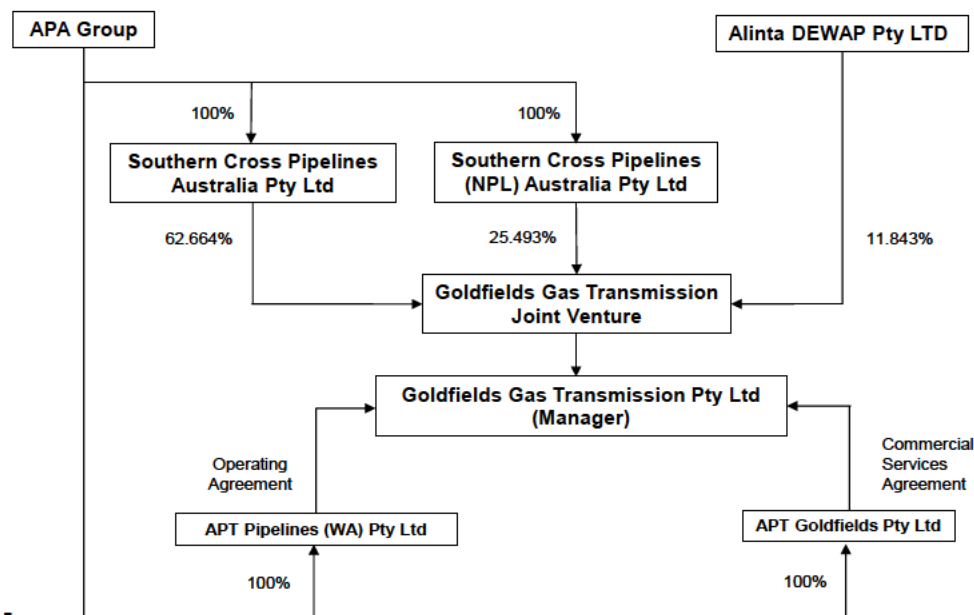 APA Group
Alinta DEWAP Pty LTD
100%
100%
Southern Cross Pipelines
Australia Pty Ltd
Southern Cross Pipelines
(NPL) Australia Pty Ltd
62.664%
25.493%
11.843%
Goldfields Gas Transmission
Joint Venture
Goldfields Gas Transmission Pty Ltd
(Manager)
Operating
Agreement
Commercial
Services
Agreement
APT Pipelines (WA) Pty Ltd
APT Goldfields Pty Ltd
100%
100%